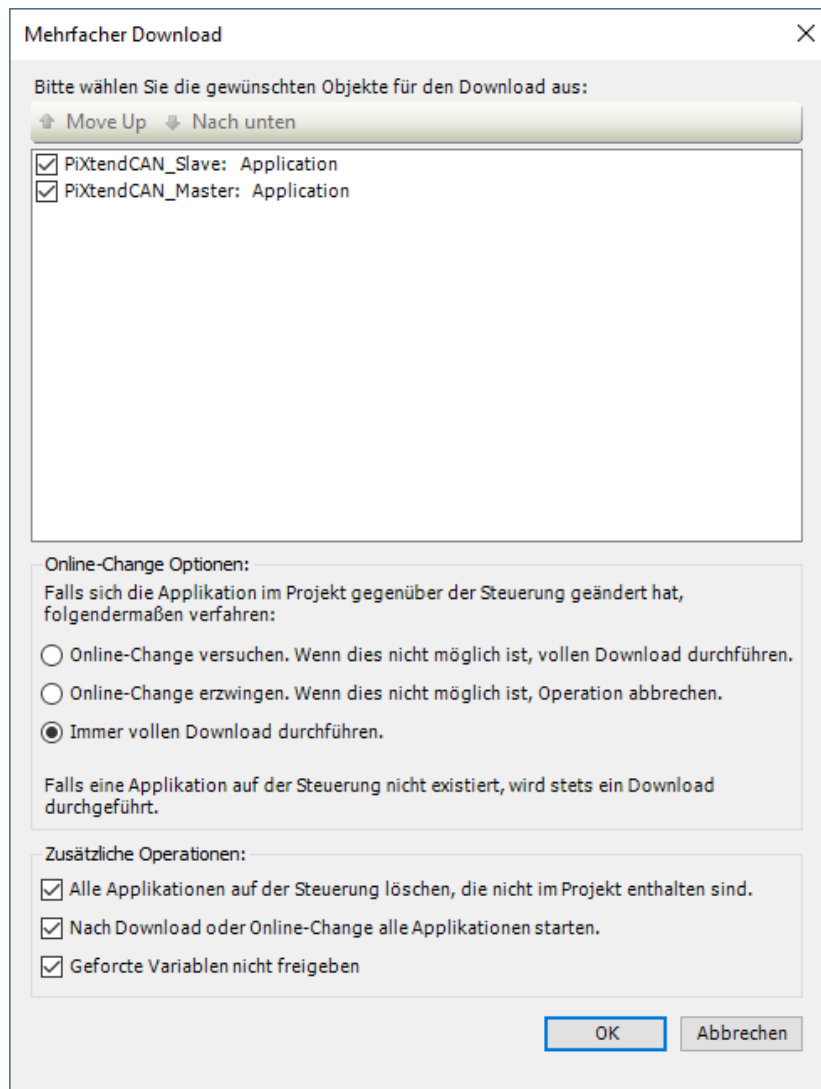 Mehrfacher Download
Bitte wählen Sie die gewünschten Objekte für den Download aus:
Move Up Nach unten
PiXtendCAN_Slave: Application
PiXtendCAN_Master: Application
Online-Change Optionen:
Falls sich die Applikation im Projekt gegenüber der Steuerung geändert hat,
folgendermaßen verfahren:
Online-Change versuchen. Wenn dies nicht möglich ist, vollen Download durchführen.
Online-Change erzwingen. Wenn dies nicht möglich ist, Operation abbrechen.
Immer vollen Download durchführen.
Falls eine Applikation auf der Steuerung nicht existiert, wird stets ein Download
durchgeführt.
Zusätzliche Operationen:
Alle Applikationen auf der Steuerung löschen, die nicht im Projekt enthalten sind.
Nach Download oder Online-Change alle Applikationen starten.
Geforcte Variablen nicht freigeben
OK Abbrechen